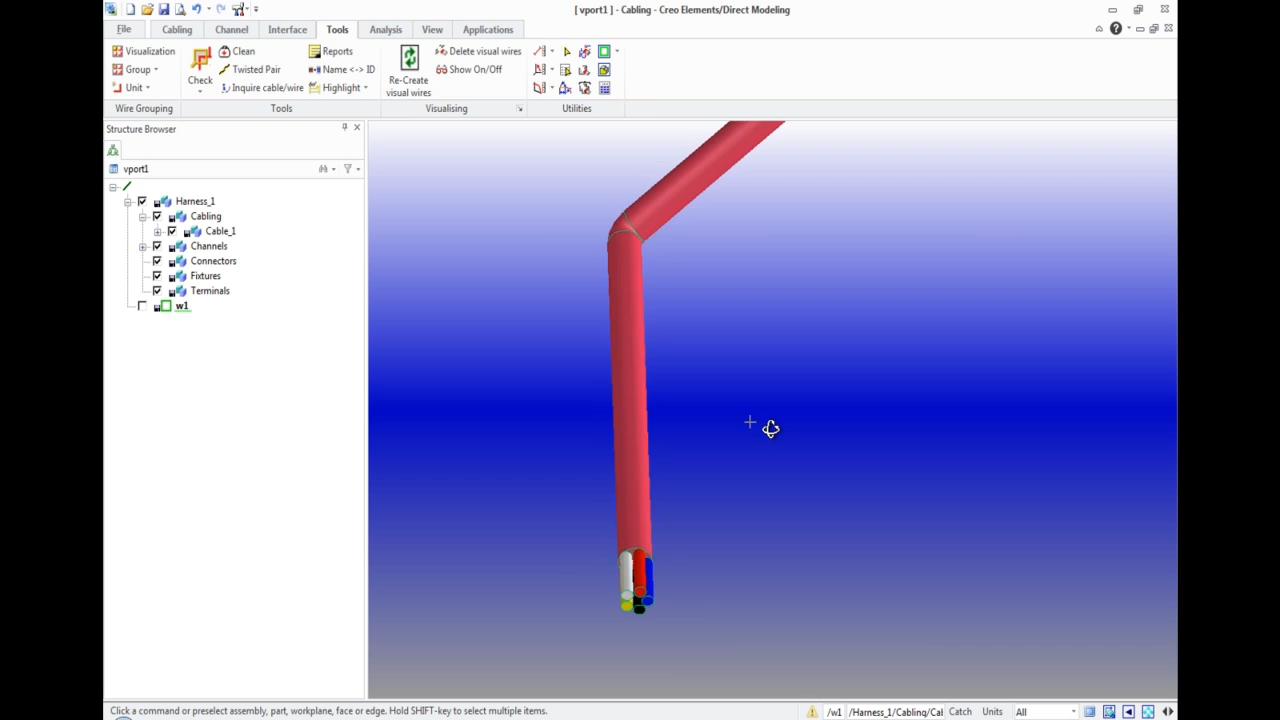 [ vport1 ] - Cabling - Creo Elements/Direct Modeling
File Cabling Channel Interface Tools Analysis View Applications
Visualization Clean Reports Delete visual wires
Group Twisted Pair Name <-> ID Show On/Off
Unit Check Inquire cable/wire Highlight Re-Create visual wires
Wire Grouping Tools Visualising Utilities
Structure Browser
vport1
Harness_1
Cabling
Cable_1
Channels
Connectors
Fixtures
Terminals
w1
Click a command or preselect assembly, part, workplane, face or edge. Hold SHIFT-key to select multiple items. /w1 /Harness_1/Cabling/Cal Catch Units All